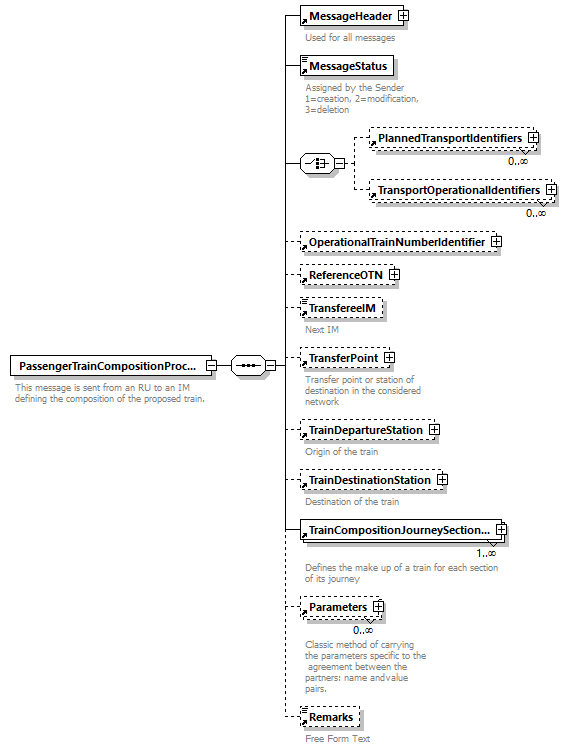 MessageHeader
Used for all messages
MessageStatus
Assigned by the Sender
1=creation, 2=modification,
3=deletion
PlannedTransportIdentifiers
0..∞
TransportOperationalIdentifiers
0..∞
OperationalTrainNumberIdentifier
ReferenceOTN
TransfereeIM
Next IM
PassengerTrainCompositionProc...
This message is sent from an RU to an IM
defining the composition of the proposed train.
TransferPoint
Transfer point or station of
destination in the considered
network
TrainDepartureStation
Origin of the train
TrainDestinationStation
Destination of the train
TrainCompositionJourneySection...
1..∞
Defines the make up of a train for each section
of its journey
Parameters
0..∞
Classic method of carrying
the parameters specific to the
agreement between the
partners: name andvalue
pairs.
Remarks
Free Form Text